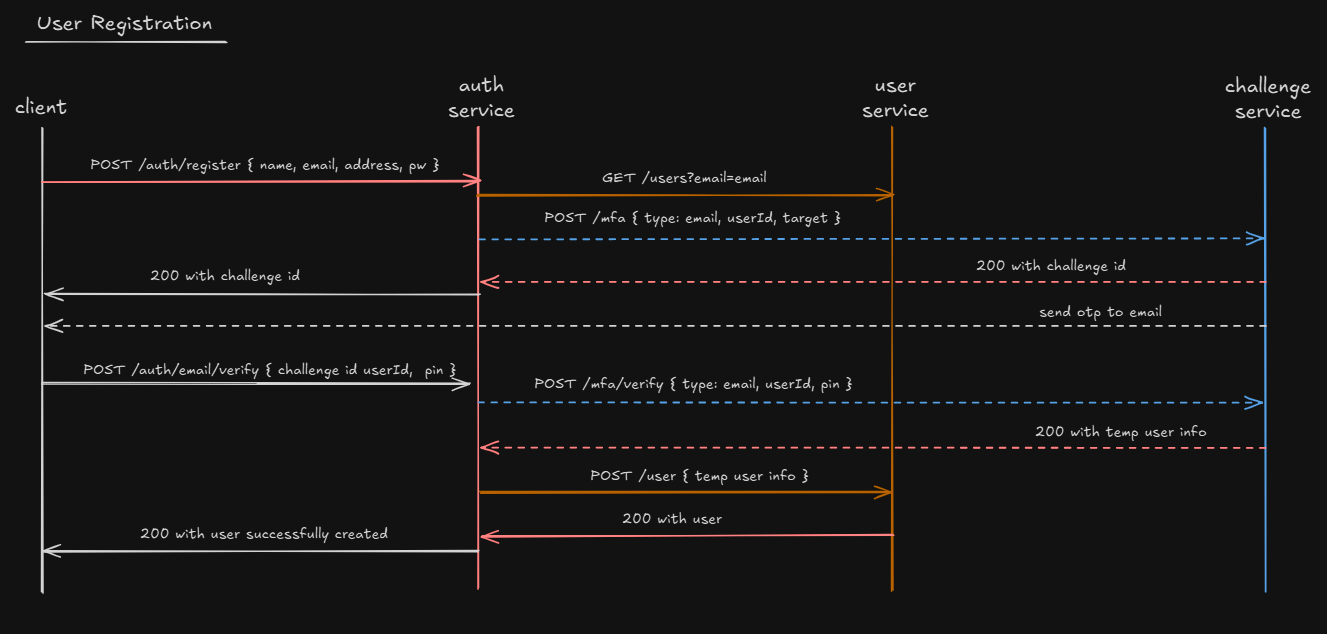 User Registration
client
auth
service
user
service
challenge
service
POST /auth/register { name, email, address, pw }
GET /users?email=email
POST /mfa { type: email, userId, target }
200 with challenge id
200 with challenge id
send otp to email
POST /auth/email/verify { challenge id userId, pin }
POST /mfa/verify { type: email, userId, pin }
200 with temp user info
POST /user { temp user info }
200 with user
200 with user successfully created